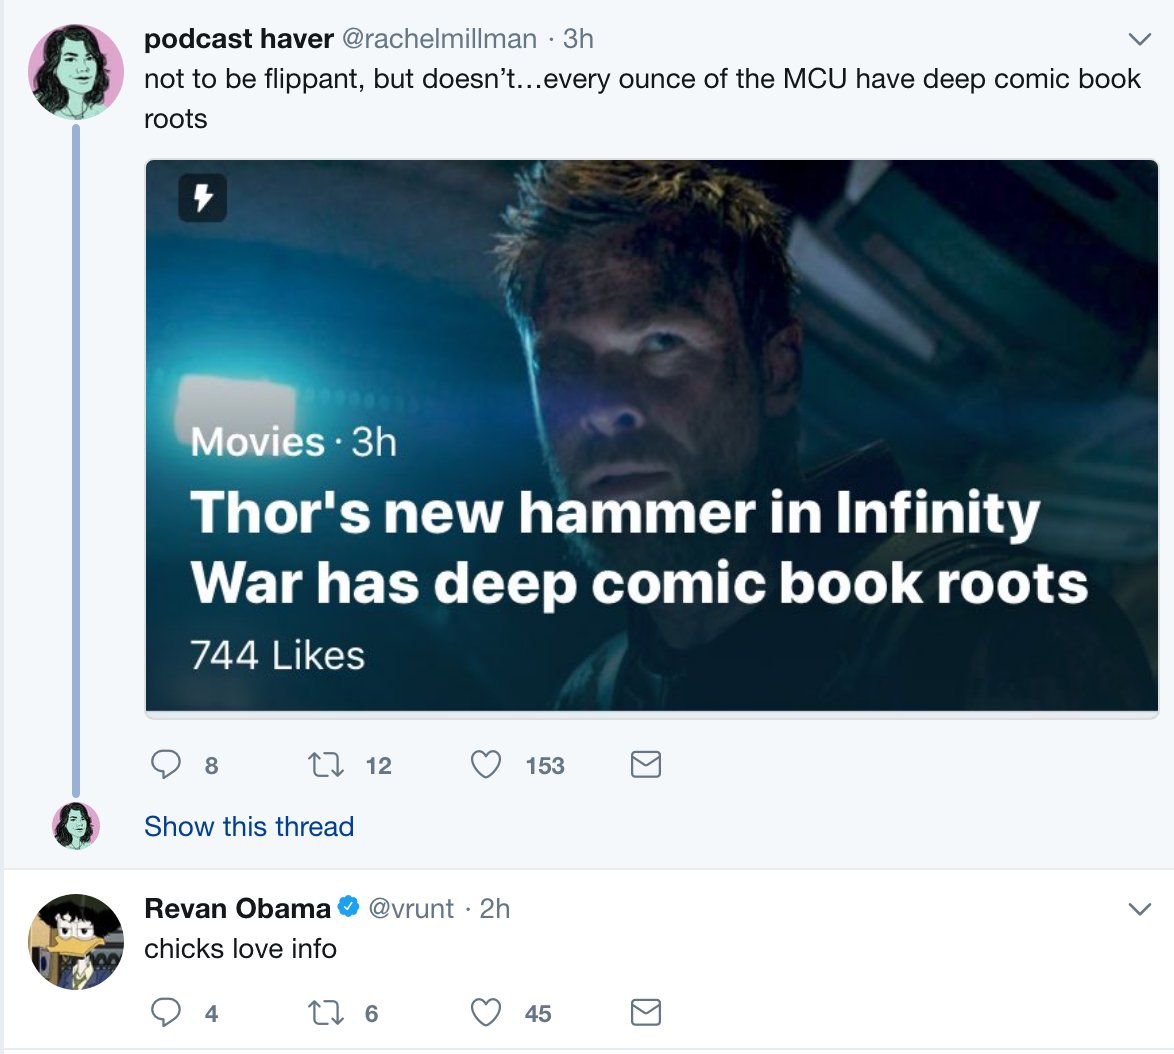 podcast haver @rachelmillman · 3h
not to be flippant, but doesn’t…every ounce of the MCU have deep comic book
roots
Movies · 3h
Thor's new hammer in Infinity
War has deep comic book roots
744 Likes
8 12 153
Show this thread
Revan Obama @vrunt · 2h
chicks love info
4 6 45